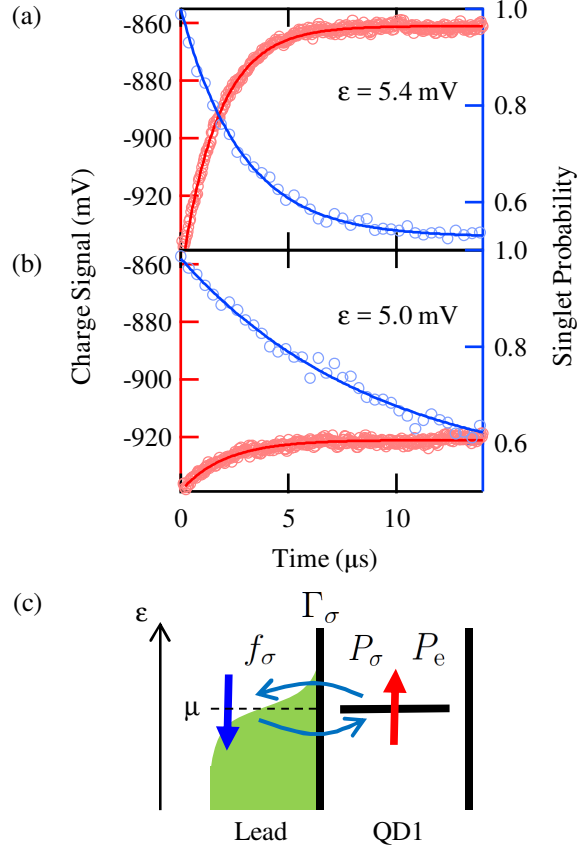 (a)
-860
-880
-900
-920
1.0
0.8
0.6
ε = 5.4 mV
(b)
-860
-880
-900
-920
1.0
0.8
0.6
ε = 5.0 mV
Charge Signal (mV)
Singlet Probability
0
5
10
Time (μs)
(c)
ε
Γσ
fσ
Pσ
Pe
μ
Lead
QD1